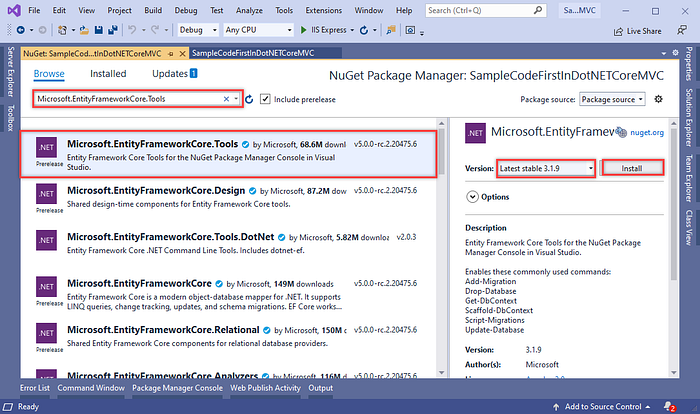 File Edit View Project Build Debug Test Analyze
Tools Extensions Window Help Search (Ctrl+Q) Sa...MVC
Debug Any CPU IIS Express Live Share
NuGet: SampleCod...tInDotNETCoreMVC SampleCodeFirstInDotNETCoreMVC
Server Explorer
Toolbox
Browse Installed Updates 1
NuGet Package Manager: SampleCodeFirstInDotNETCoreMVC
Microsoft.EntityFrameworkCore.Tools Include prerelease Package source: Package source
.NET
Prerelease
Microsoft.EntityFrameworkCore.Tools by Microsoft, 68.6M downl v5.0.0-rc.2.20475.6
Entity Framework Core Tools for the NuGet Package Manager Console in Visual
Studio.
.NET
Prerelease
Microsoft.EntityFrameworkCore.Design by Microsoft, 87.2M dow v5.0.0-rc.2.20475.6
Shared design-time components for Entity Framework Core tools.
.NET
Microsoft.EntityFrameworkCore.Tools.DotNet by Microsoft, 5.82M downloa v2.0.3
Entity Framework Core .NET Command Line Tools. Includes dotnet-ef.
.NET
Prerelease
Microsoft.EntityFrameworkCore by Microsoft, 149M downloads v5.0.0-rc.2.20475.6
Entity Framework Core is a modern object-database mapper for .NET. It supports
LINQ queries, change tracking, updates, and schema migrations. EF Core works...
.NET
Prerelease
Microsoft.EntityFrameworkCore.Relational by Microsoft, 150M d v5.0.0-rc.2.20475.6
Shared Entity Framework Core components for relational database providers.
Microsoft.EntityFrameworkCore.Analyzers by Microsoft, 116M d v5.0.0-rc.2.20475.6
.NET Microsoft.EntityFramew nuget.org
Version: Latest stable 3.1.9 Install
Options
Description
Entity Framework Core Tools for the NuGet Package
Manager Console in Visual Studio.
Enables these commonly used commands:
Add-Migration
Drop-Database
Get-DbContext
Scaffold-DbContext
Script-Migrations
Update-Database
Version: 3.1.9
Author(s): Microsoft
Properties
Solution Explorer
Team Explorer
Class View
Error List Command Window Package Manager Console Web Publish Activity Output
Ready Add to Source Control 2